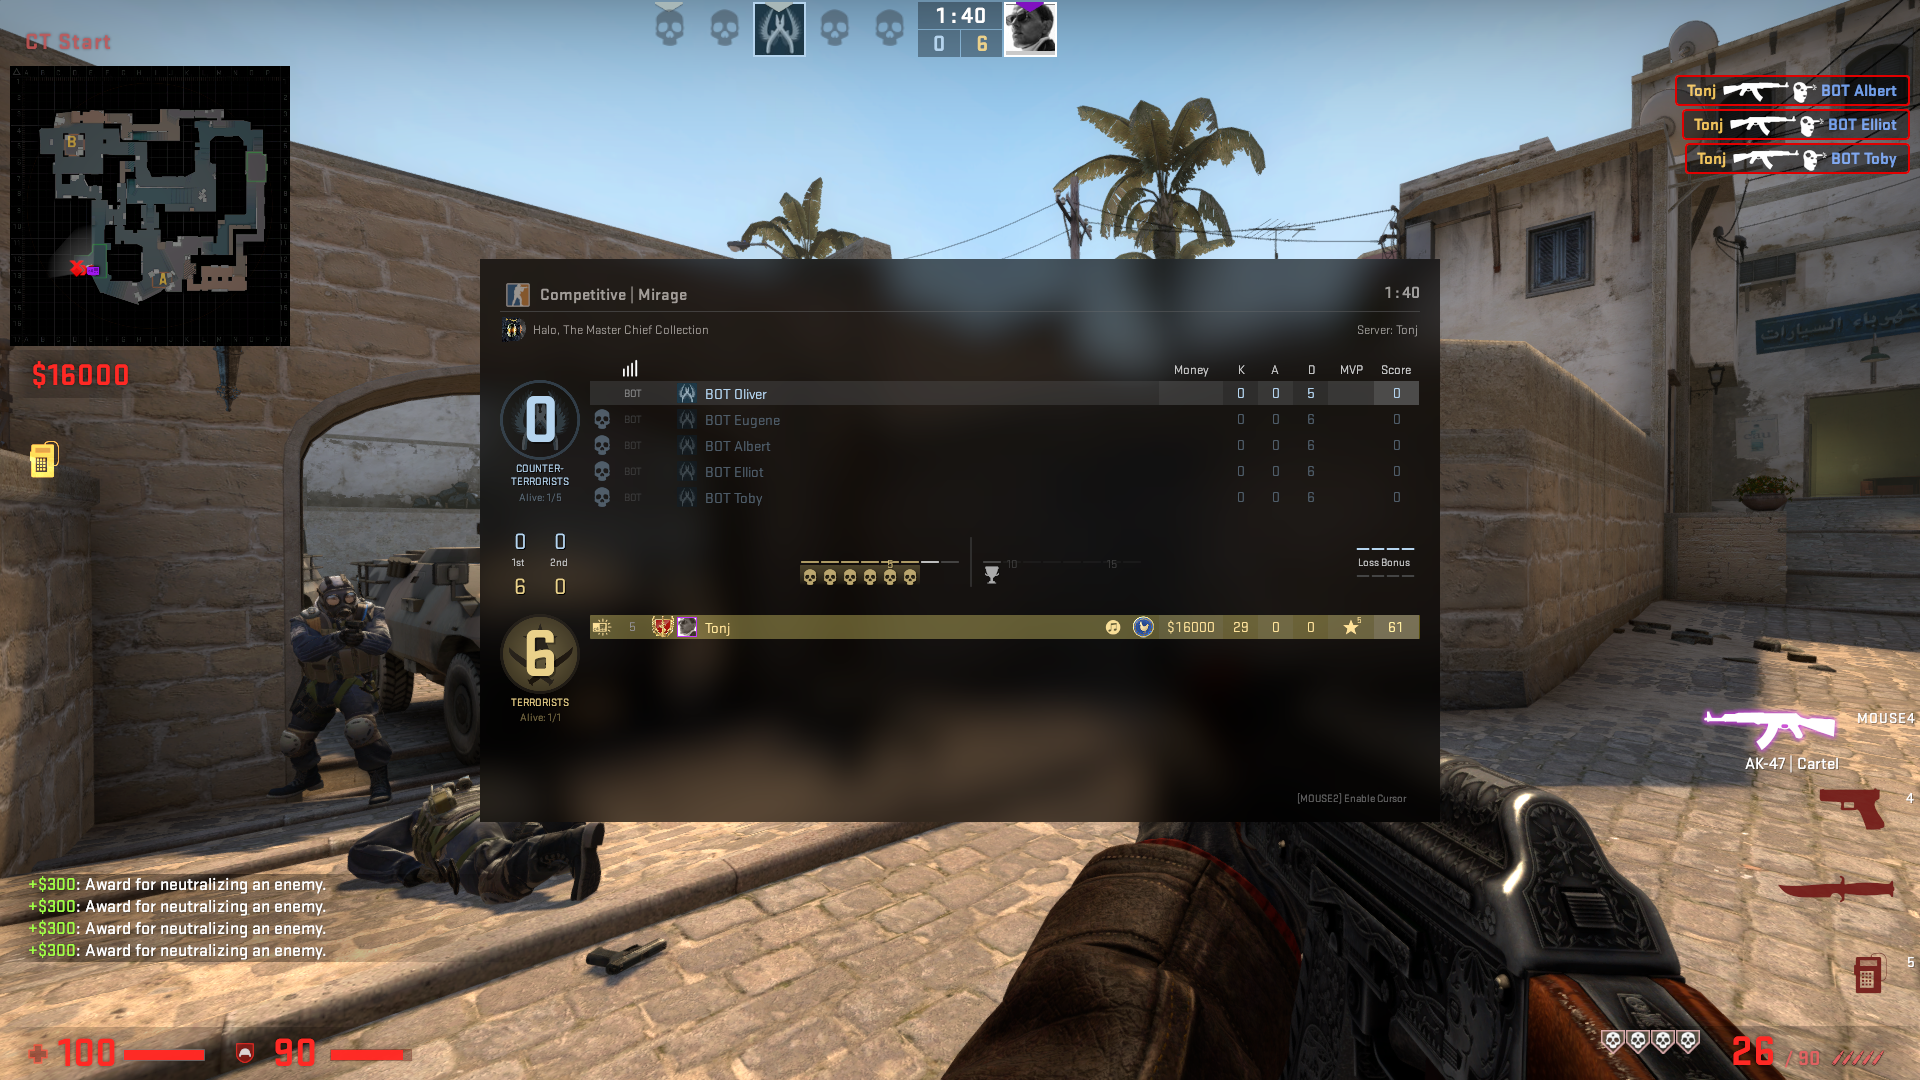 CT Start
1:40
0 6
Tonj BOT Albert
Tonj BOT Elliot
Tonj BOT Toby
B
A
$16000
Competitive | Mirage
1:40
Halo, The Master Chief Collection
Server: Tonj
Money K A D MVP Score
0
COUNTER-
TERRORISTS
Alive: 1/5
BOT BOT Oliver 0 0 5 0
BOT BOT Eugene 0 0 6 0
BOT BOT Albert 0 0 6 0
BOT BOT Elliot 0 0 6 0
BOT BOT Toby 0 0 6 0
0 0
1st 2nd
6 0
5 10 15
Loss Bonus
6
TERRORISTS
Alive: 1/1
5 Tonj $16000 29 0 0 5 61
[MOUSE2] Enable Cursor
كهرباء السيارات
MOUSE4
AK-47 | Cartel
4
5
+$300: Award for neutralizing an enemy.
+$300: Award for neutralizing an enemy.
+$300: Award for neutralizing an enemy.
+$300: Award for neutralizing an enemy.
100 90
26 / 90